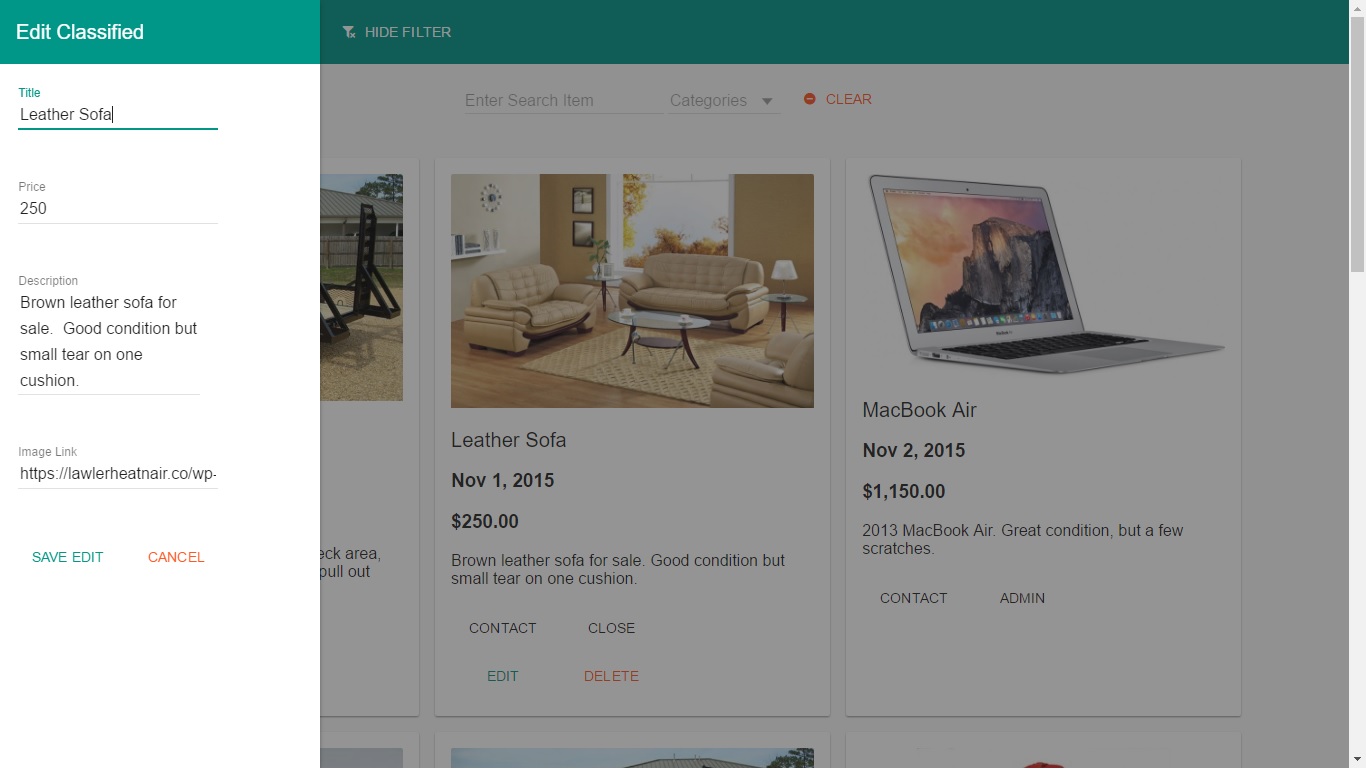 Edit Classified
HIDE FILTER
Title
Leather Sofa
Price
250
Description
Brown leather sofa for
sale.  Good condition but
small tear on one
cushion.
Image Link
https://lawlerheatnair.co/wp-
SAVE EDIT
CANCEL
Enter Search Item
Categories
CLEAR
eck area,
pull out
Leather Sofa
Nov 1, 2015
$250.00
Brown leather sofa for sale. Good condition but
small tear on one cushion.
CONTACT
CLOSE
EDIT
DELETE
MacBook Air
MacBook Air
Nov 2, 2015
$1,150.00
2013 MacBook Air. Great condition, but a few
scratches.
CONTACT
ADMIN